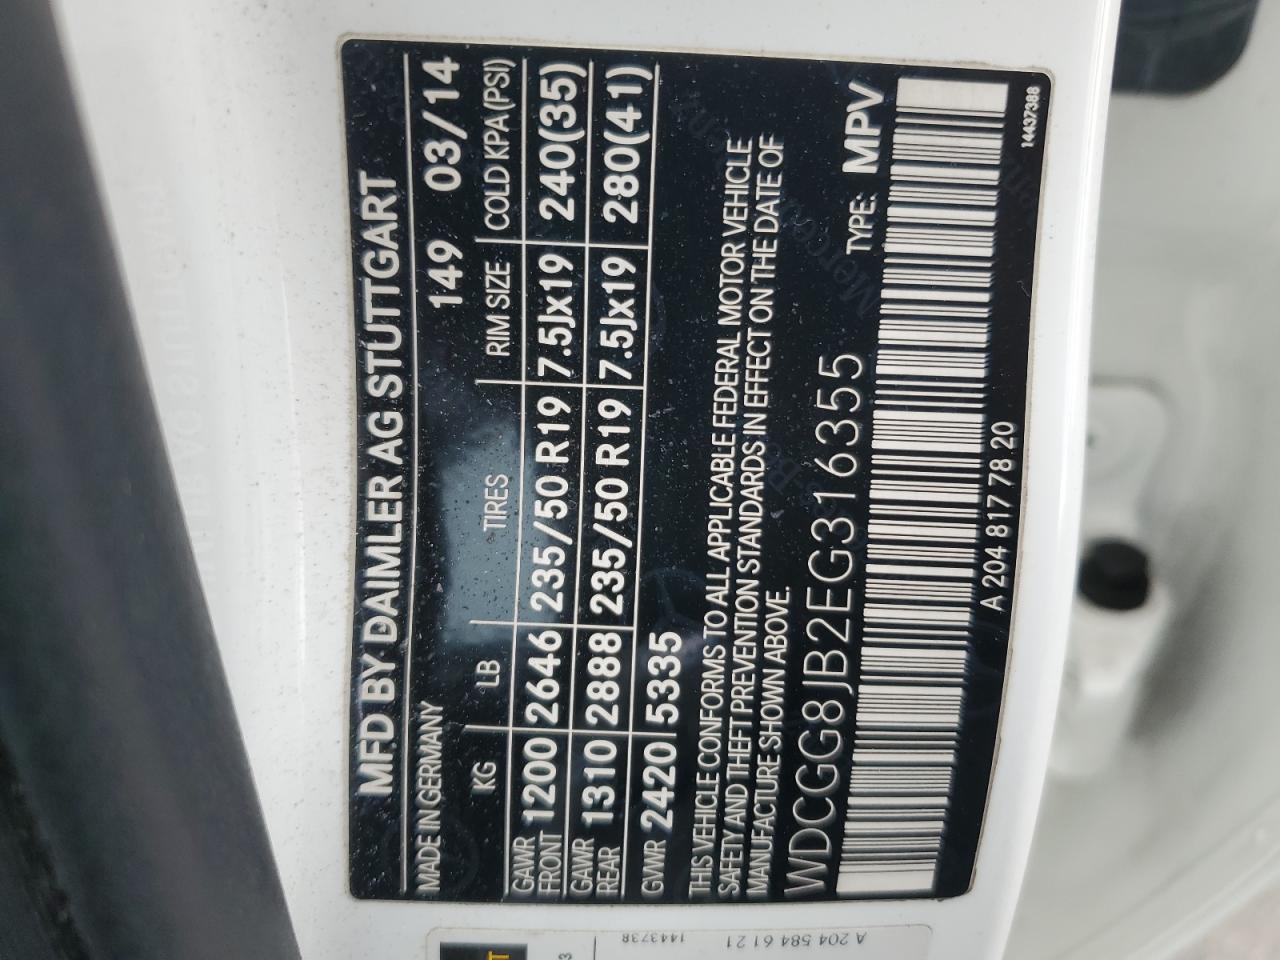 MFD BY DAIMLER AG STUTTGART
MADE IN GERMANY 149 03/14
KG LB TIRES RIM SIZE COLD KPA(PSI)
GAWR FRONT 1200 2646 235/50 R19 7.5Jx19 240(35)
GAWR REAR 1310 2888 235/50 R19 7.5Jx19 280(41)
GVWR 2420 5335
THIS VEHICLE CONFORMS TO ALL APPLICABLE FEDERAL MOTOR VEHICLE
SAFETY AND THEFT PREVENTION STANDARDS IN EFFECT ON THE DATE OF
MANUFACTURE SHOWN ABOVE.
WDCGG8JB2EG316355 TYPE: MPV
A 204 817 78 20
14437388
A 204 584 61 21
1443738